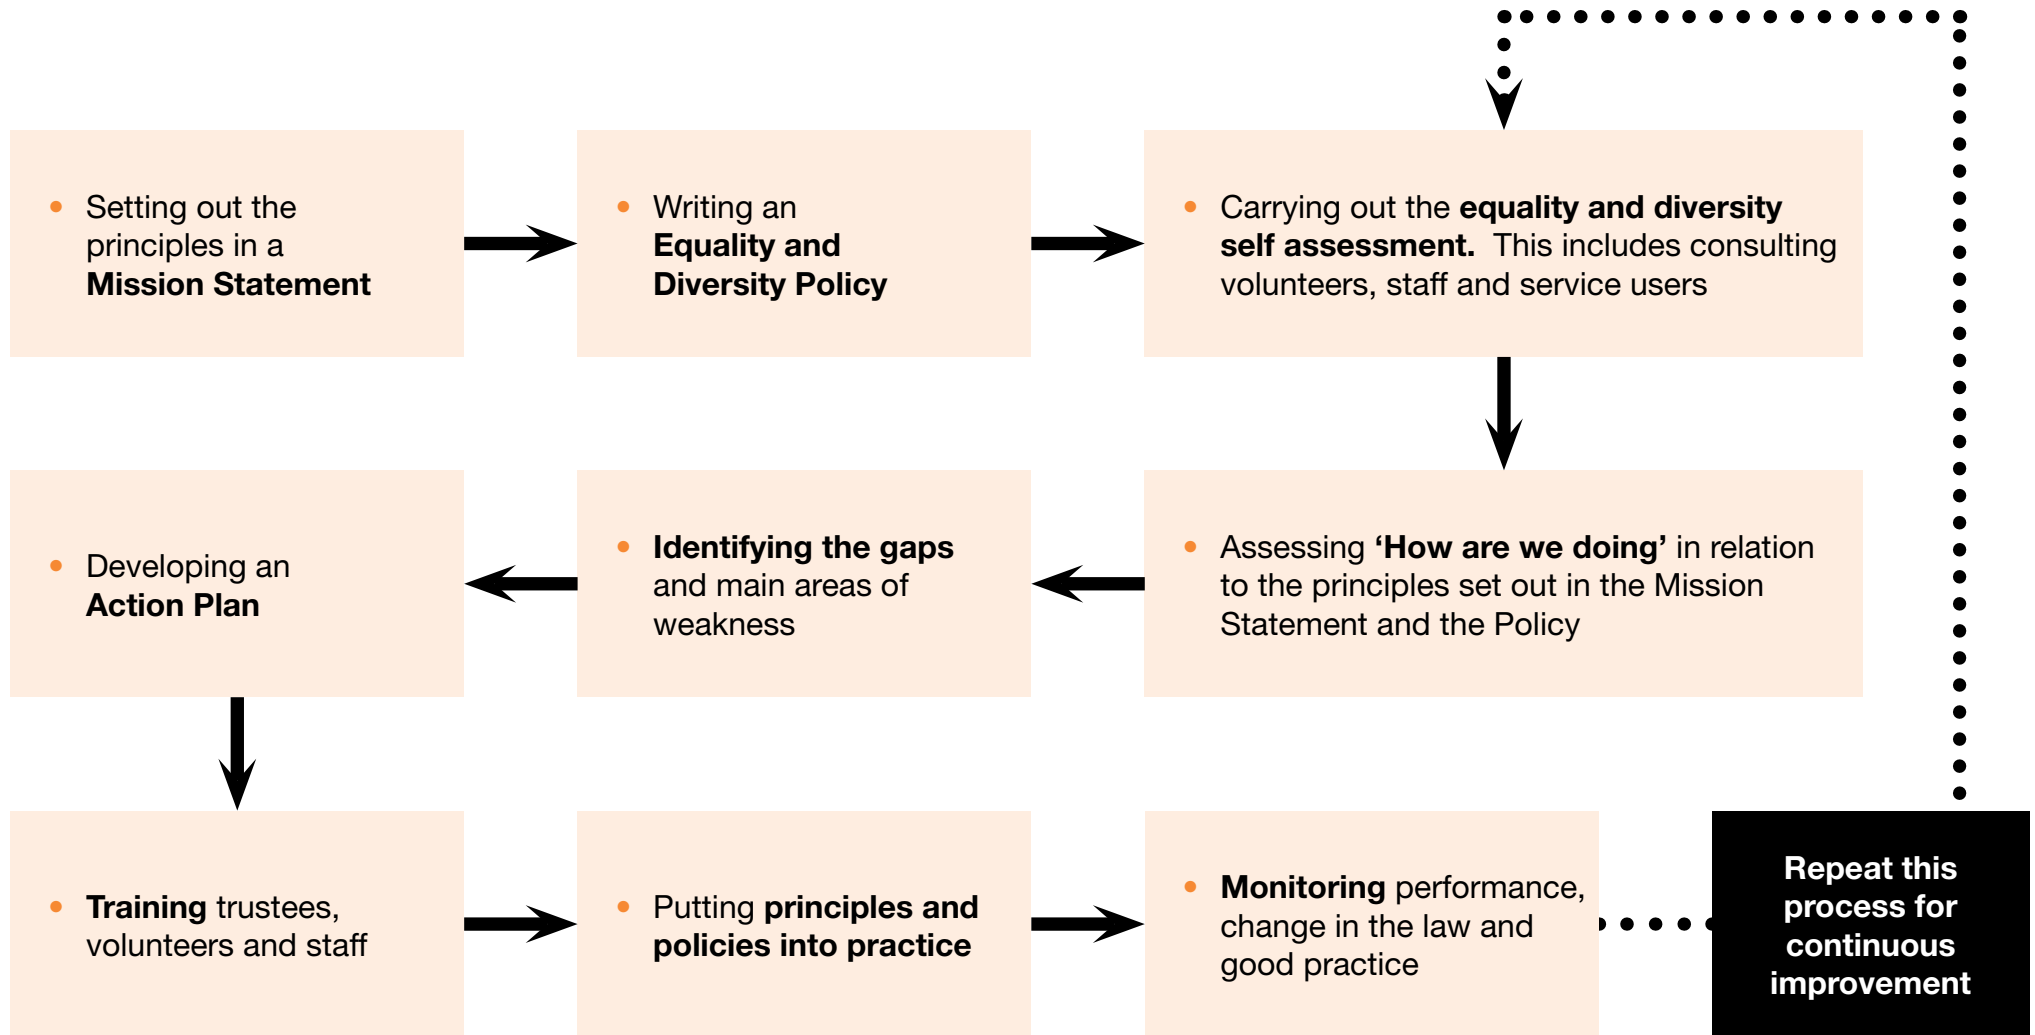 • Setting out the
principles in a
Mission Statement
• Writing an
Equality and
Diversity Policy
• Carrying out the equality and diversity
self assessment.  This includes consulting
volunteers, staff and service users
• Assessing ‘How are we doing’ in relation
to the principles set out in the Mission
Statement and the Policy
• Identifying the gaps
and main areas of
weakness
• Developing an
Action Plan
• Training trustees,
volunteers and staff
• Putting principles and
policies into practice
• Monitoring performance,
change in the law and
good practice
Repeat this
process for
continuous
improvement